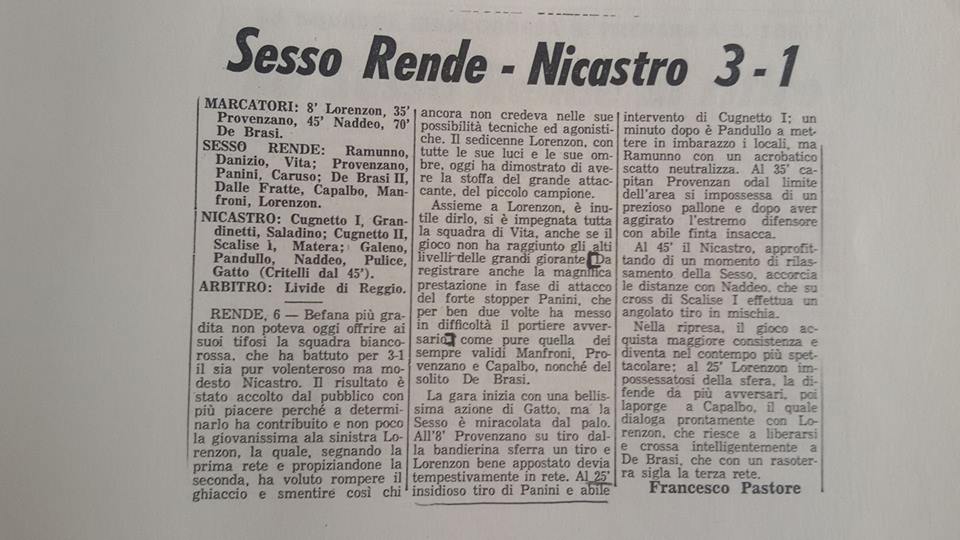 Sesso Rende - Nicastro 3-1
MARCATORI: 8' Lorenzon, 35'
Provenzano, 45' Naddeo, 70'
De Brasi.
SESSO RENDE: Ramunno,
Danizio, Vita; Provenzano,
Panini, Caruso; De Brasi II,
Dalle Fratte, Capalbo, Man-
froni, Lorenzon.
NICASTRO: Cugnetto I, Gran-
dinetti, Saladino; Cugnetto II,
Scalise i, Matera; Galeno,
Pandullo, Naddeo, Pulice,
Gatto (Critelli dal 45').
ARBITRO: Livide di Reggio.
RENDE, 6 — Befana più gra-
dita non poteva oggi offrire ai
suoi tifosi la squadra bianco-
rossa, che ha battuto per 3-1
il sia pur volenteroso ma mo-
desto Nicastro. Il risultato è
stato accolto dal pubblico con
più piacere perché a determi-
narlo ha contribuito e non poco
la giovanissima ala sinistra Lo-
renzon, la quale, segnando la
prima rete e propiziandone la
seconda, ha voluto rompere il
ghiaccio e smentire così chi
ancora non credeva nelle sue
possibilità tecniche ed agonisti-
che. Il sedicenne Lorenzon, con
tutte le sue luci e le sue om-
bre, oggi ha dimostrato di ave-
re la stoffa del grande attac-
cante, del piccolo campione.
Assieme a Lorenzon, è inu-
tile dirlo, si è impegnata tutta
la squadra di Vita, anche se il
gioco non ha raggiunto gli alti
livelli delle grandi giorante. Da
registrare anche la magnifica
prestazione in fase di attacco
del forte stopper Panini, che
per ben due volte ha messo
in difficoltà il portiere avver-
sario, come pure quella dei
sempre validi Manfroni, Pro-
venzano e Capalbo, nonché del
solito De Brasi.
La gara inizia con una bellis-
sima azione di Gatto, ma la
Sesso è miracolata dal palo.
All'8' Provenzano su tiro dal-
la bandierina sferra un tiro e
Lorenzon bene appostato devia
tempestivamente in rete. Al 25'
insidioso tiro di Panini e abile
intervento di Cugnetto I; un
minuto dopo è Pandullo a met-
tere in imbarazzo i locali, ma
Ramunno con un acrobatico
scatto neutralizza. Al 35' ca-
pitan Provenzan odal limite
dell'area si impossessa di un
prezioso pallone e dopo aver
aggirato l'estremo difensore
con abile finta insacca.
Al 45' il Nicastro, approfit-
tando di un momento di rilas-
samento della Sesso, accorcia
le distanze con Naddeo, che su
cross di Scalise I effettua un
angolato tiro in mischia.
Nella ripresa, il gioco ac-
quista maggiore consistenza e
diventa nel contempo più spet-
tacolare; al 25' Lorenzon im-
possessatosi della sfera, la di-
fende da più avversari, poi
laporge a Capalbo, il quale
dialoga prontamente con Lo-
renzon, che riesce a liberarsi
e crossa intelligentemente a
De Brasi, che con un rasoter-
ra sigla la terza rete.
Francesco Pastore